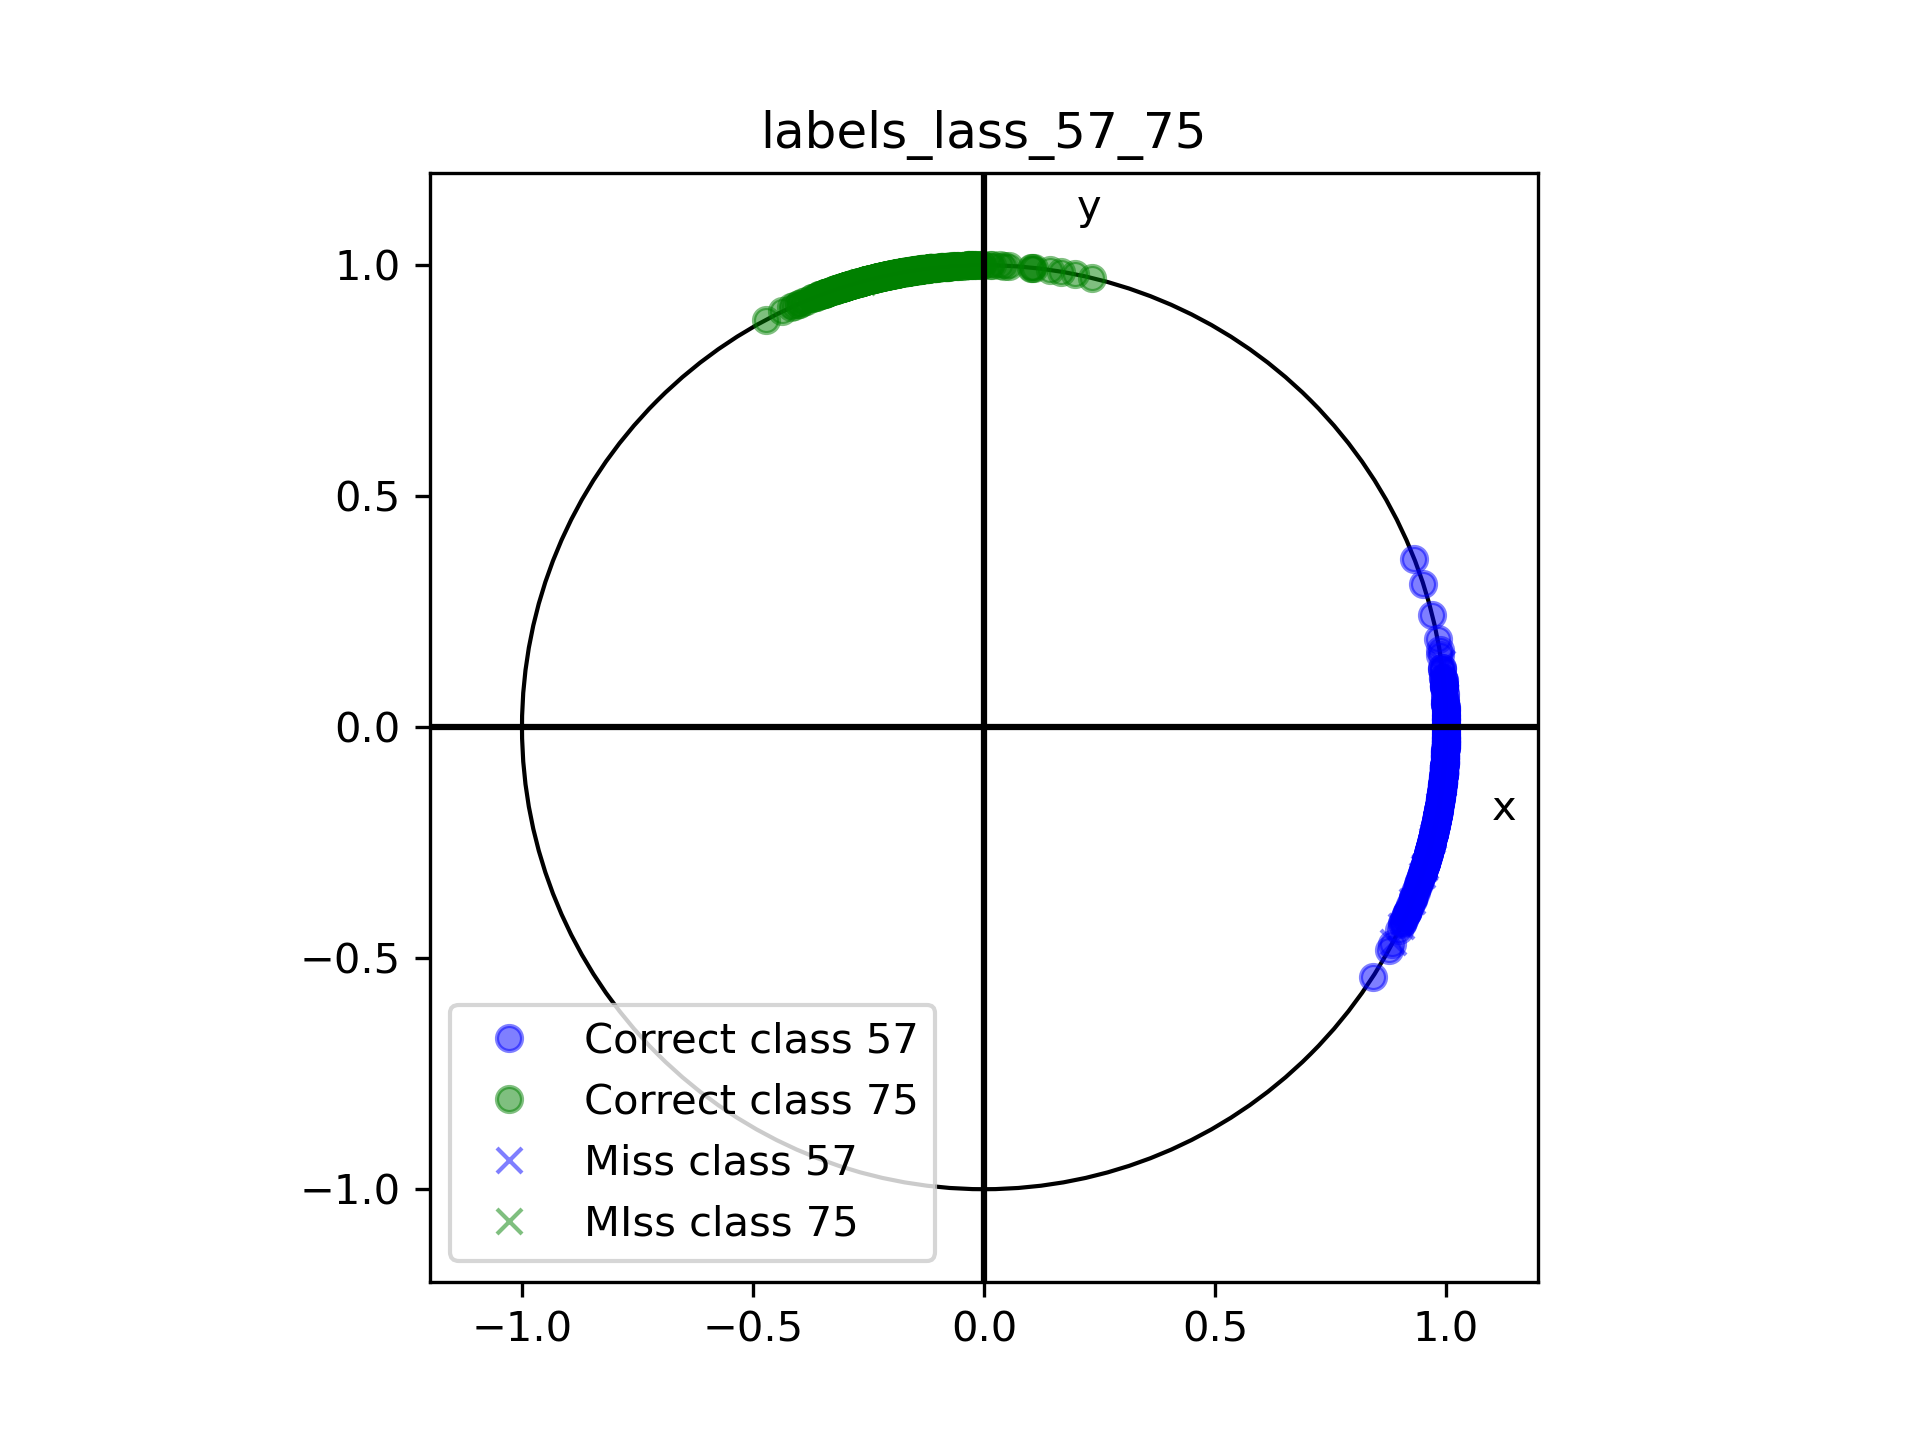 labels_lass_57_75
y
1.0
0.5
0.0
x
−0.5
−1.0
Correct class 57
Correct class 75
Miss class 57
MIss class 75
−1.0 −0.5 0.0 0.5 1.0